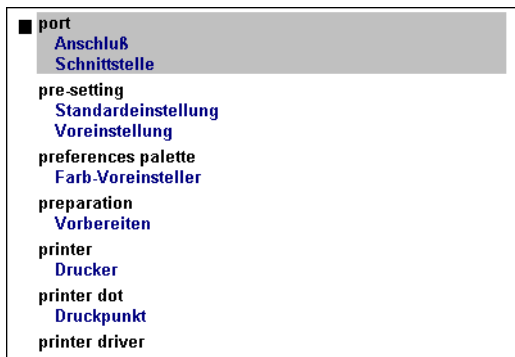 port
Anschluß
Schnittstelle
pre-setting
Standardeinstellung
Voreinstellung
preferences palette
Farb-Voreinsteller
preparation
Vorbereiten
printer
Drucker
printer dot
Druckpunkt
printer driver